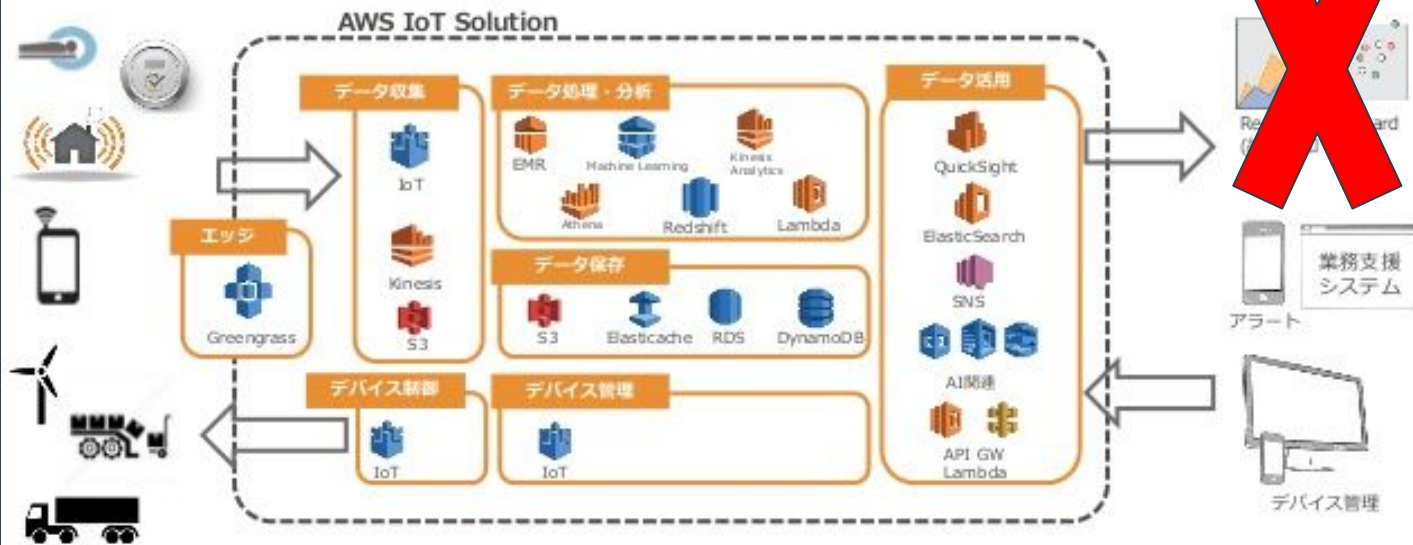 AWS IoT Solution
データ収集
IoT
Kinesis
S3
データ処理・分析
EMR
Machine Learning
Kinesis
Analytics
Athena
Redshift
Lambda
データ活用
QuickSight
ElasticSearch
SNS
AI関連
API GW
Lambda
エッジ
Greengrass
データ保存
S3
Elasticache
RDS
DynamoDB
デバイス制御
IoT
デバイス管理
IoT
業務支援
システム
アラート
デバイス管理